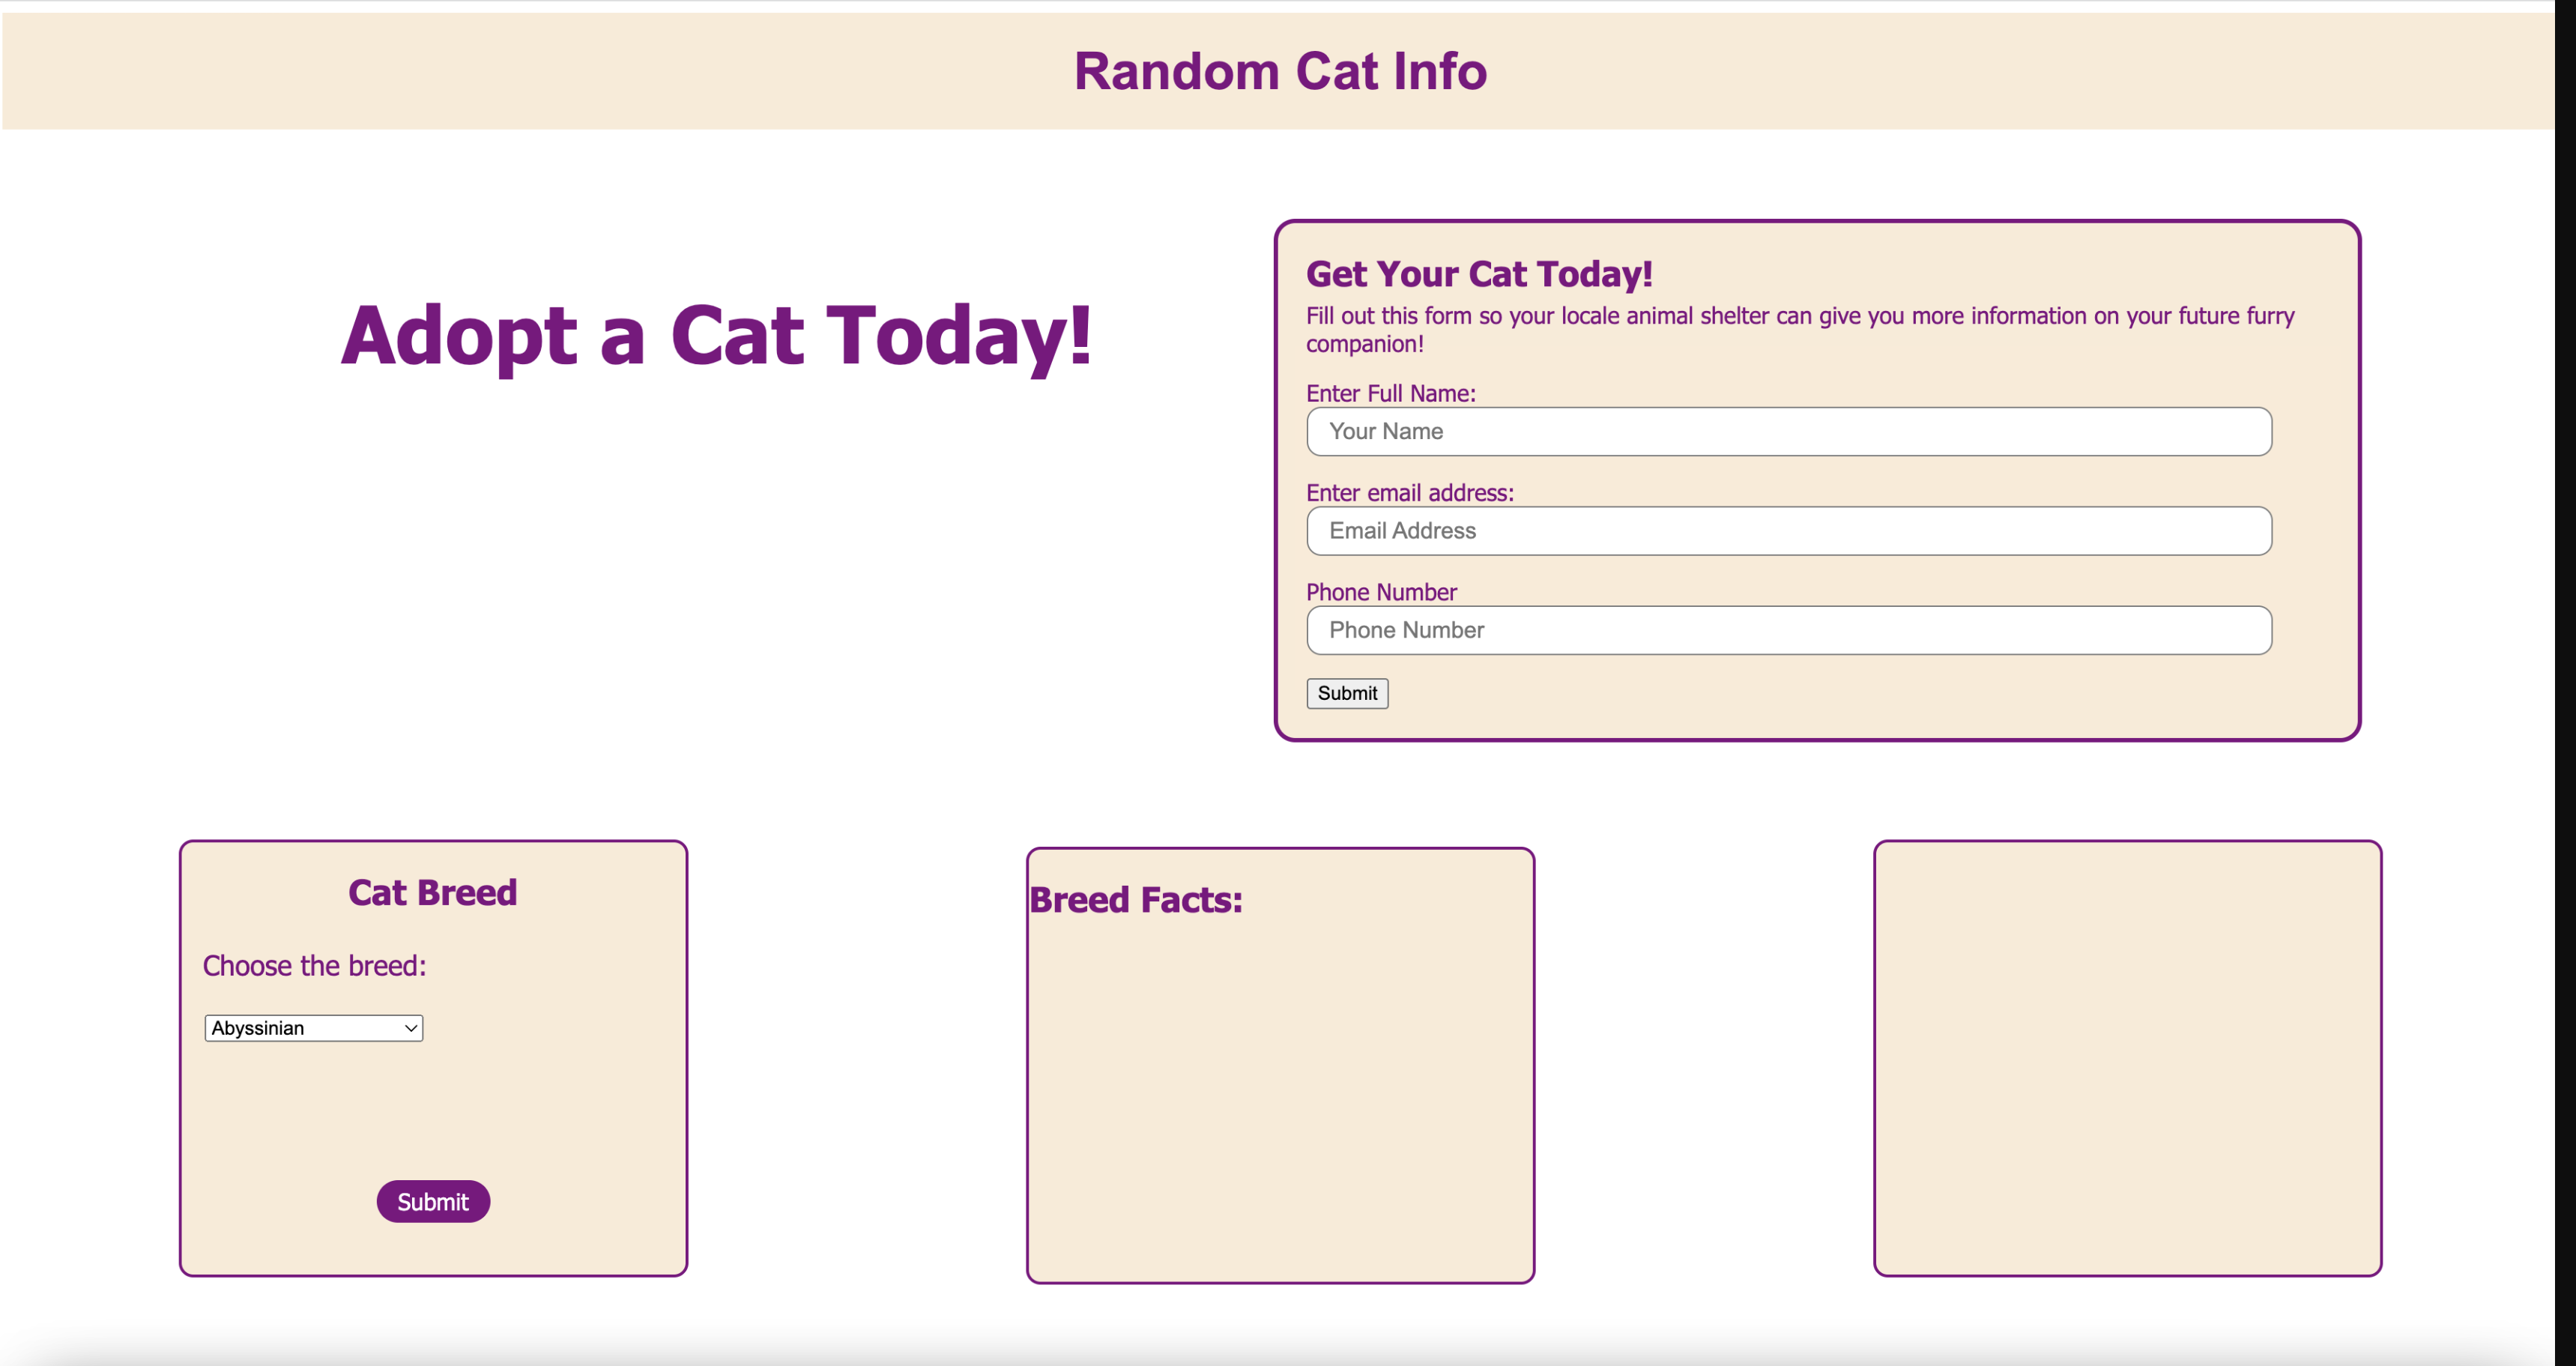 Random Cat Info
Adopt a Cat Today!
Get Your Cat Today!
Fill out this form so your locale animal shelter can give you more information on your future furry
companion!
Enter Full Name:
Your Name
Enter email address:
Email Address
Phone Number
Phone Number
Submit
Cat Breed
Choose the breed:
Abyssinian
Submit
Breed Facts: